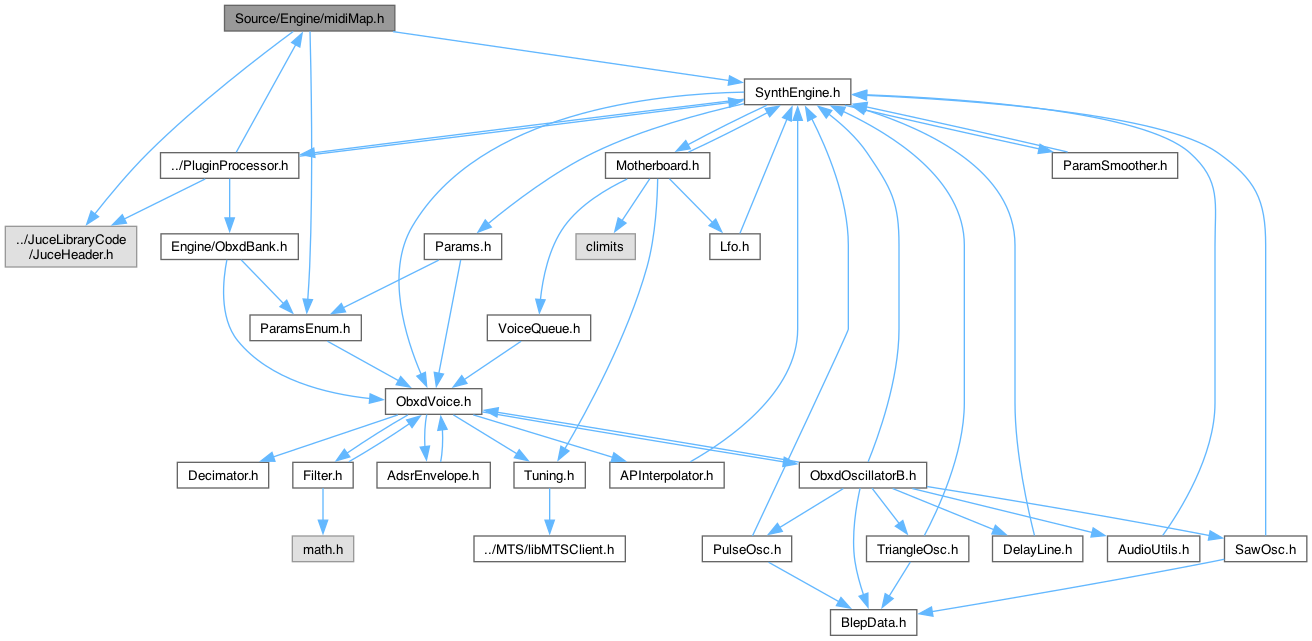 Source/Engine/midiMap.h
SynthEngine.h
../PluginProcessor.h
Motherboard.h
ParamSmoother.h
../JuceLibraryCode
/JuceHeader.h
Engine/ObxdBank.h
Params.h
climits
Lfo.h
ParamsEnum.h
VoiceQueue.h
ObxdVoice.h
Decimator.h
Filter.h
AdsrEnvelope.h
Tuning.h
APInterpolator.h
ObxdOscillatorB.h
math.h
../MTS/libMTSClient.h
PulseOsc.h
TriangleOsc.h
DelayLine.h
AudioUtils.h
SawOsc.h
BlepData.h